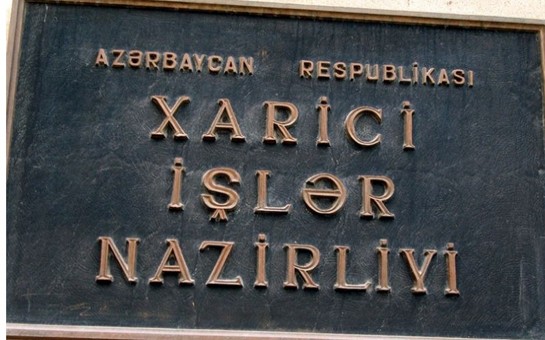 AZƏRBAYCAN RESPUBLİKASI
XARİCİ
İŞLƏR
NAZİRLİYİ